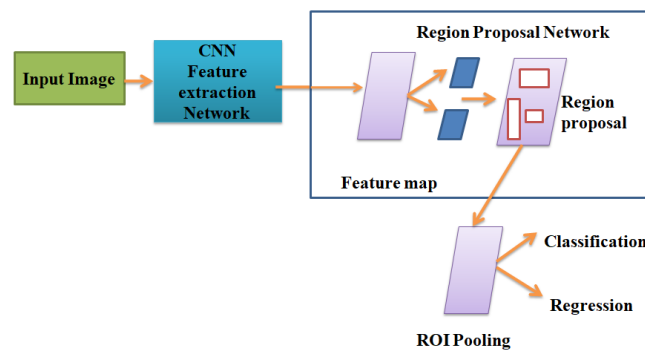 Input Image
CNN
Feature
extraction
Network
Region Proposal Network
Region
proposal
Feature map
Classification
Regression
ROI Pooling